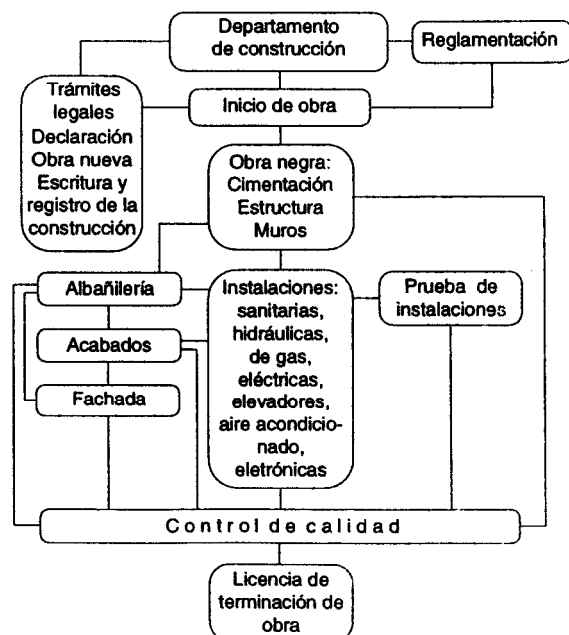 Departamento
de construcción
Reglamentación
Trámites
legales
Declaración
Obra nueva
Escritura y
registro de la
construcción
Inicio de obra
Obra negra:
Cimentación
Estructura
Muros
Albañilería
Instalaciones:
sanitarias,
hidráulicas,
de gas,
eléctricas,
elevadores,
aire acondicio-
nado,
eletrónicas
Prueba de
instalaciones
Acabados
Fachada
Control de calidad
Licencia de
terminación de
obra